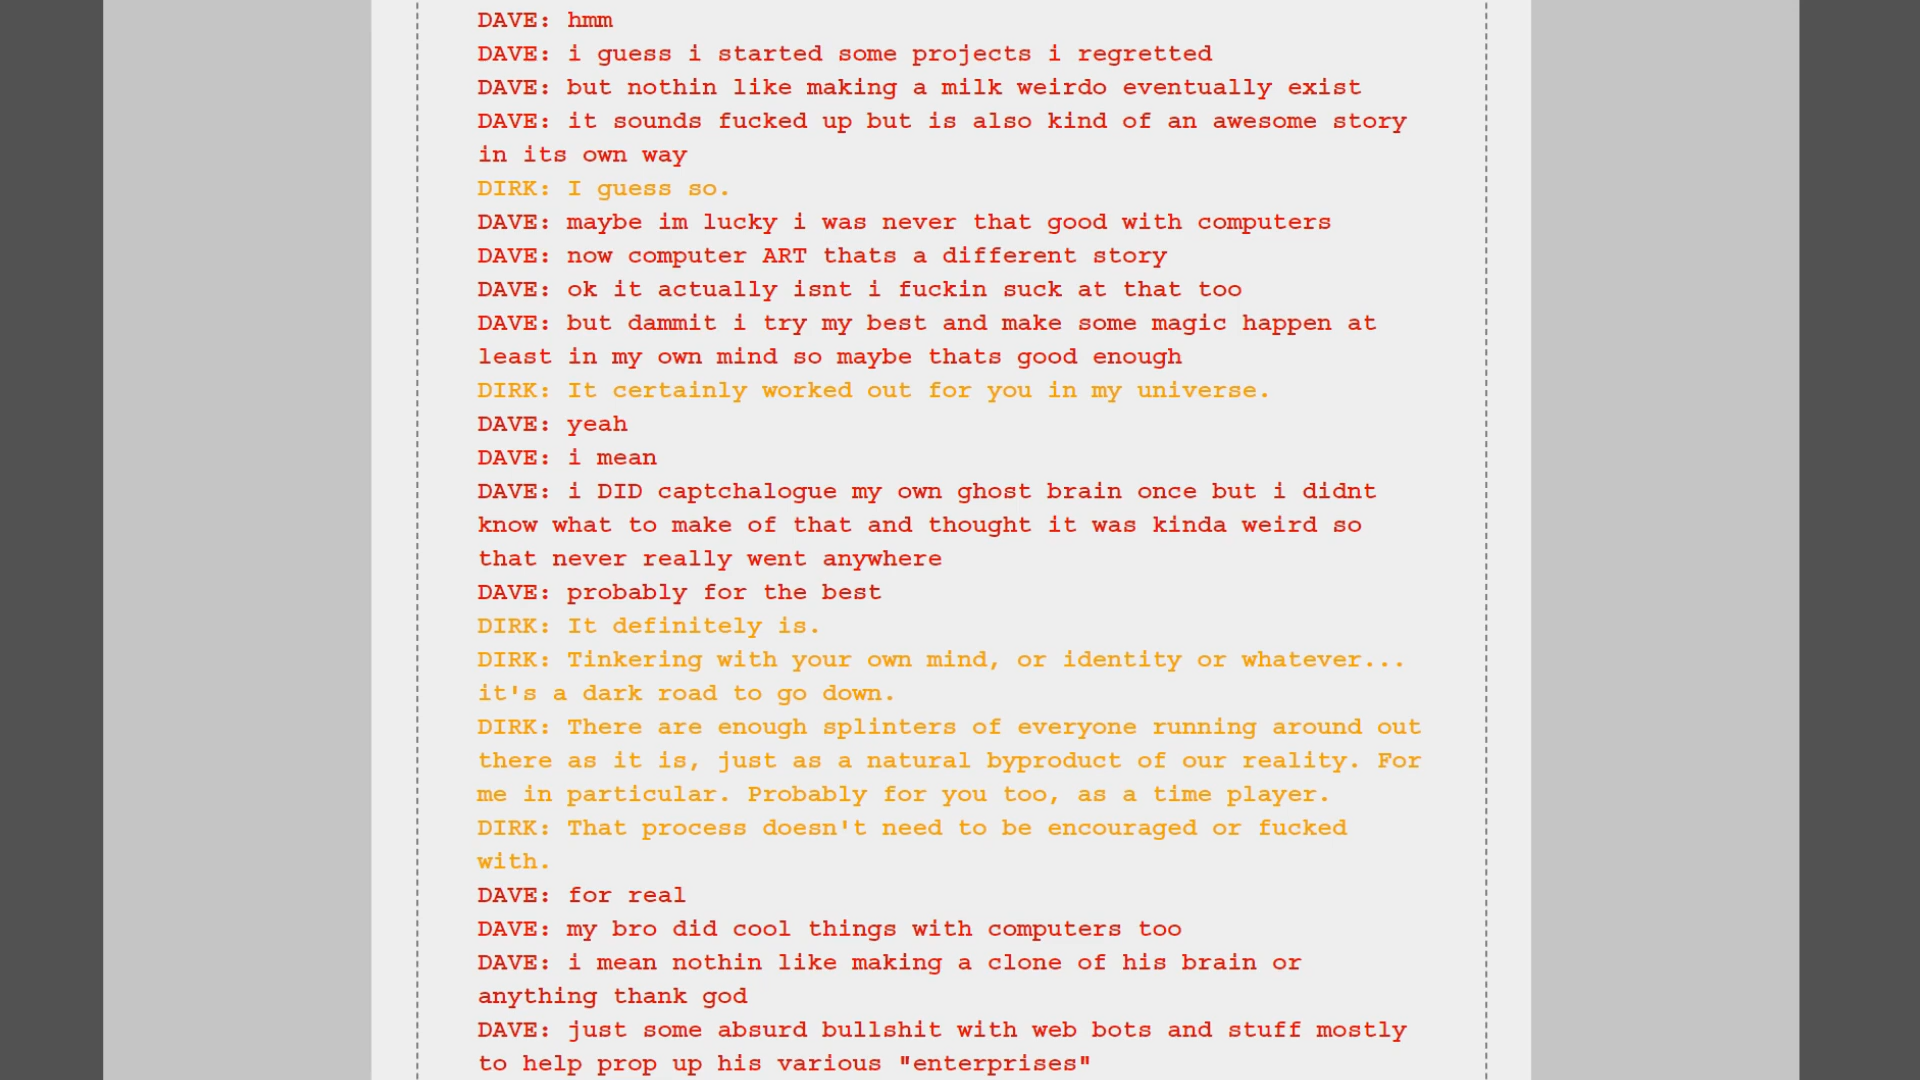 DAVE: hmm
DAVE: i guess i started some projects i regretted
DAVE: but nothin like making a milk weirdo eventually exist
DAVE: it sounds fucked up but is also kind of an awesome story
in its own way
DIRK: I guess so.
DAVE: maybe im lucky i was never that good with computers
DAVE: now computer ART thats a different story
DAVE: ok it actually isnt i fuckin suck at that too
DAVE: but dammit i try my best and make some magic happen at
least in my own mind so maybe thats good enough
DIRK: It certainly worked out for you in my universe.
DAVE: yeah
DAVE: i mean
DAVE: i DID captchalogue my own ghost brain once but i didnt
know what to make of that and thought it was kinda weird so
that never really went anywhere
DAVE: probably for the best
DIRK: It definitely is.
DIRK: Tinkering with your own mind, or identity or whatever...
it's a dark road to go down.
DIRK: There are enough splinters of everyone running around out
there as it is, just as a natural byproduct of our reality. For
me in particular. Probably for you too, as a time player.
DIRK: That process doesn't need to be encouraged or fucked
with.
DAVE: for real
DAVE: my bro did cool things with computers too
DAVE: i mean nothin like making a clone of his brain or
anything thank god
DAVE: just some absurd bullshit with web bots and stuff mostly
to help prop up his various "enterprises"